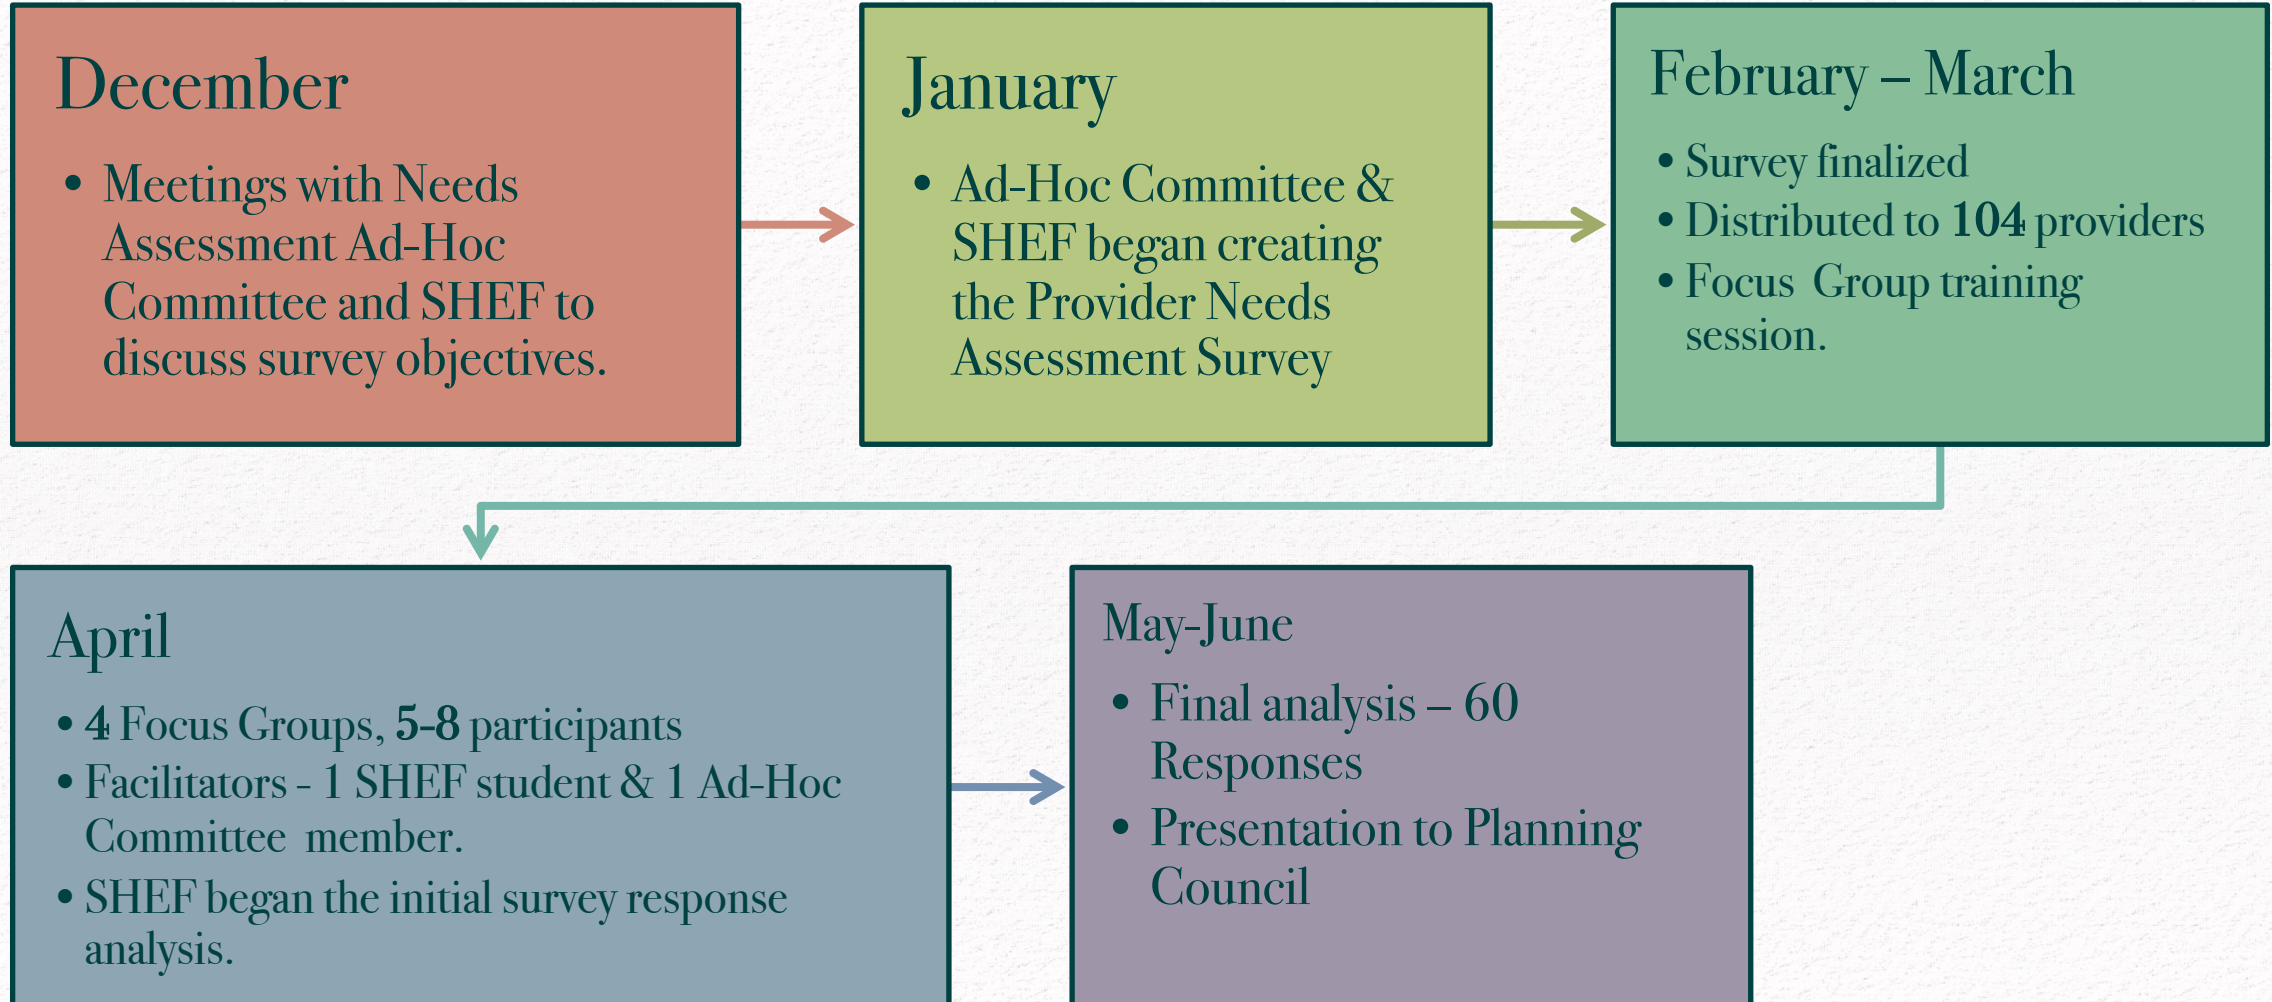 December
• Meetings with Needs
Assessment Ad-Hoc
Committee and SHEF to
discuss survey objectives.
January
• Ad-Hoc Committee &
SHEF began creating
the Provider Needs
Assessment Survey
February – March
• Survey finalized
• Distributed to 104 providers
• Focus  Group training
session.
April
• 4 Focus Groups, 5-8 participants
• Facilitators - 1 SHEF student & 1 Ad-Hoc
Committee  member.
• SHEF began the initial survey response
analysis.
May-June
• Final analysis – 60
Responses
• Presentation to Planning
Council